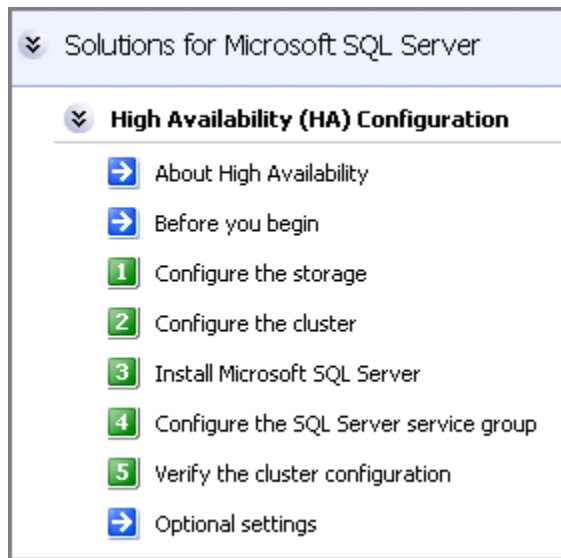 Solutions for Microsoft SQL Server
High Availability (HA) Configuration
About High Availability
Before you begin
1 Configure the storage
2 Configure the cluster
3 Install Microsoft SQL Server
4 Configure the SQL Server service group
5 Verify the cluster configuration
Optional settings